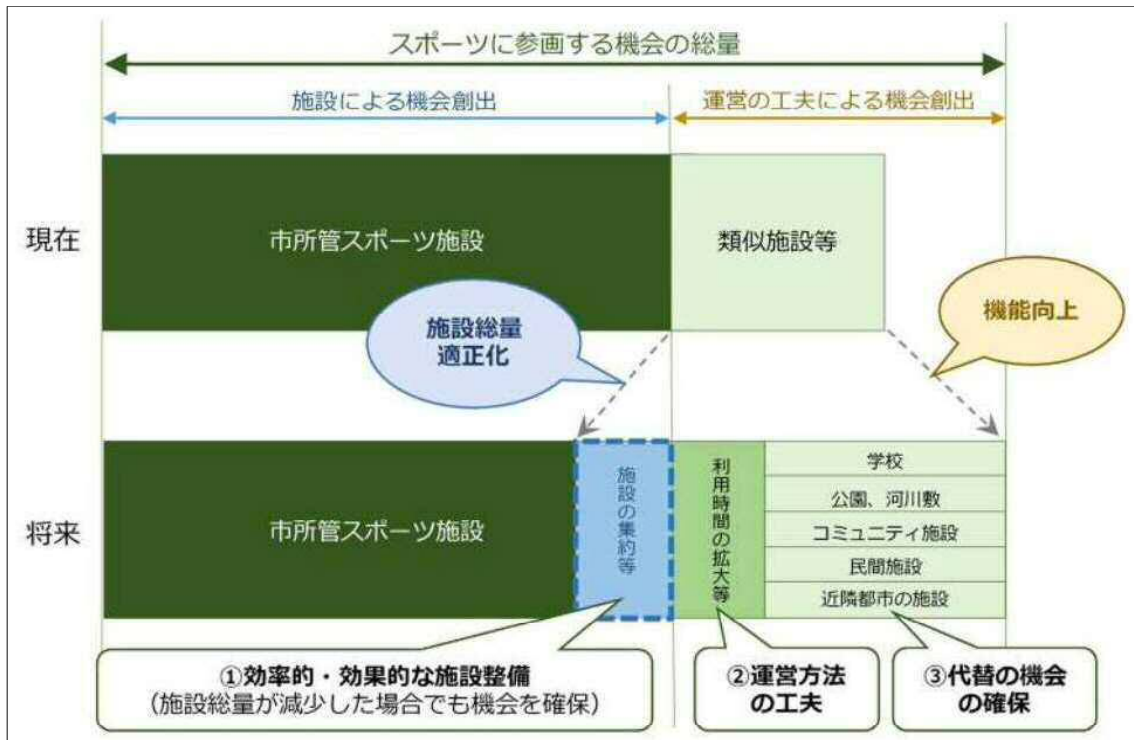 スポーツに参画する機会の総量
施設による機会創出
運営の工夫による機会創出
現在
市所管スポーツ施設
類似施設等
施設総量
適正化
機能向上
将来
市所管スポーツ施設
施設の集約等
利用時間の拡大等
学校
公園、河川敷
コミュニティ施設
民間施設
近隣都市の施設
①効率的・効果的な施設整備
(施設総量が減少した場合でも機会を確保)
②運営方法
の工夫
③代替の機会
の確保